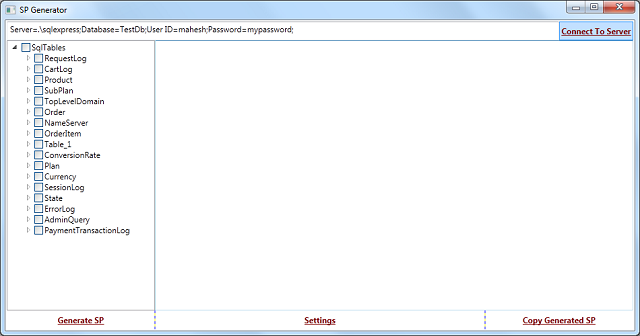 SP Generator
Server=.\sqlexpress;Database=TestDb;User ID=mahesh;Password=mypassword;
Connect To Server
SqlTables
RequestLog
CartLog
Product
SubPlan
TopLevelDomain
Order
NameServer
OrderItem
Table_1
ConversionRate
Plan
Currency
SessionLog
State
ErrorLog
AdminQuery
PaymentTransactionLog
Generate SP
Settings
Copy Generated SP